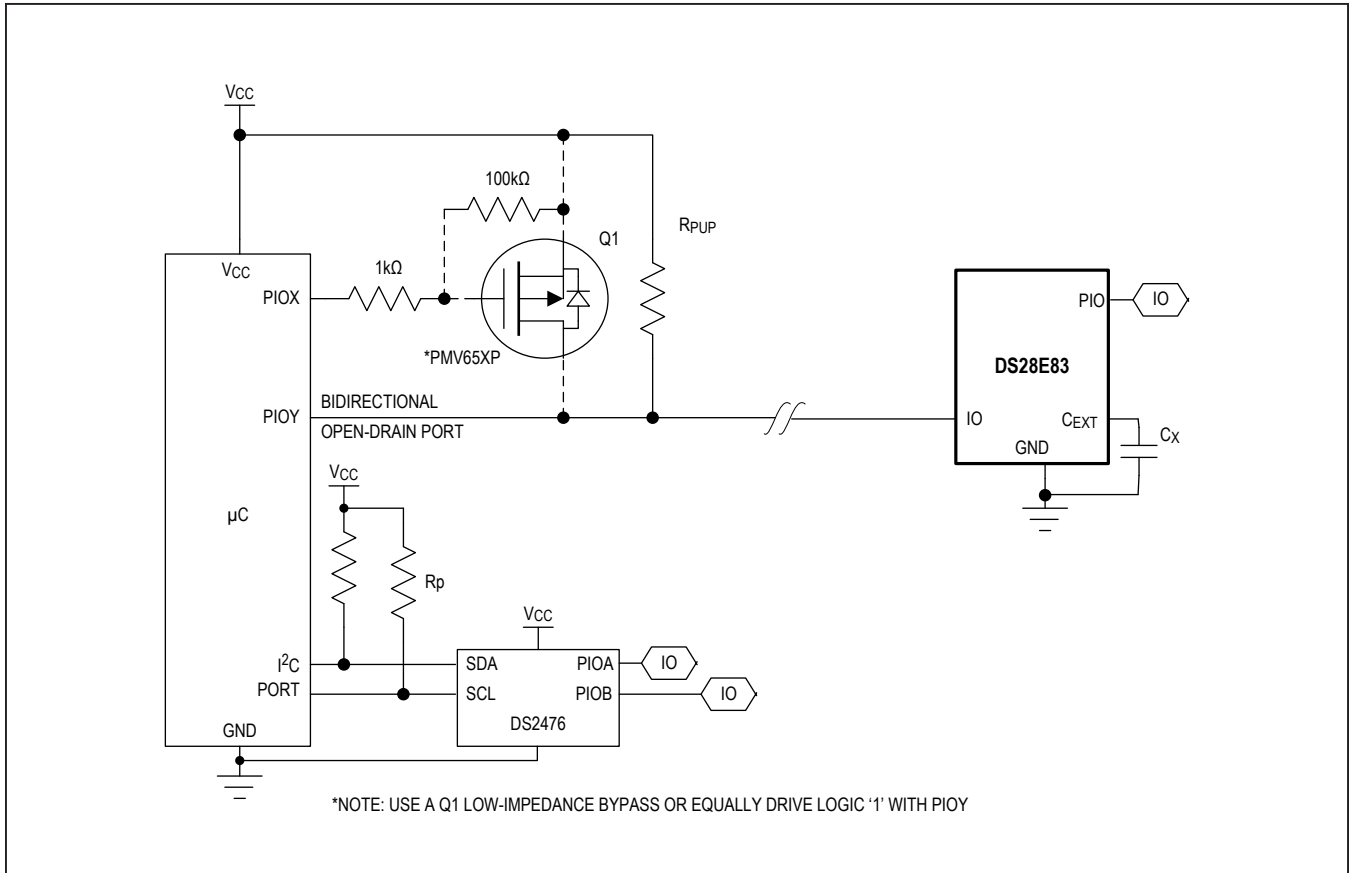 VCC
100kΩ
RPUP
Q1
1kΩ
VCC
PIOX
*PMV65XP
PIO
IO
DS28E83
PIOY
BIDIRECTIONAL
OPEN-DRAIN PORT
IO
CEXT
CX
GND
VCC
µC
Rp
VCC
I²C
PORT
SDA
SCL
PIOA
PIOB
IO
IO
DS2476
GND
*NOTE: USE A Q1 LOW-IMPEDANCE BYPASS OR EQUALLY DRIVE LOGIC ‘1’ WITH PIOY